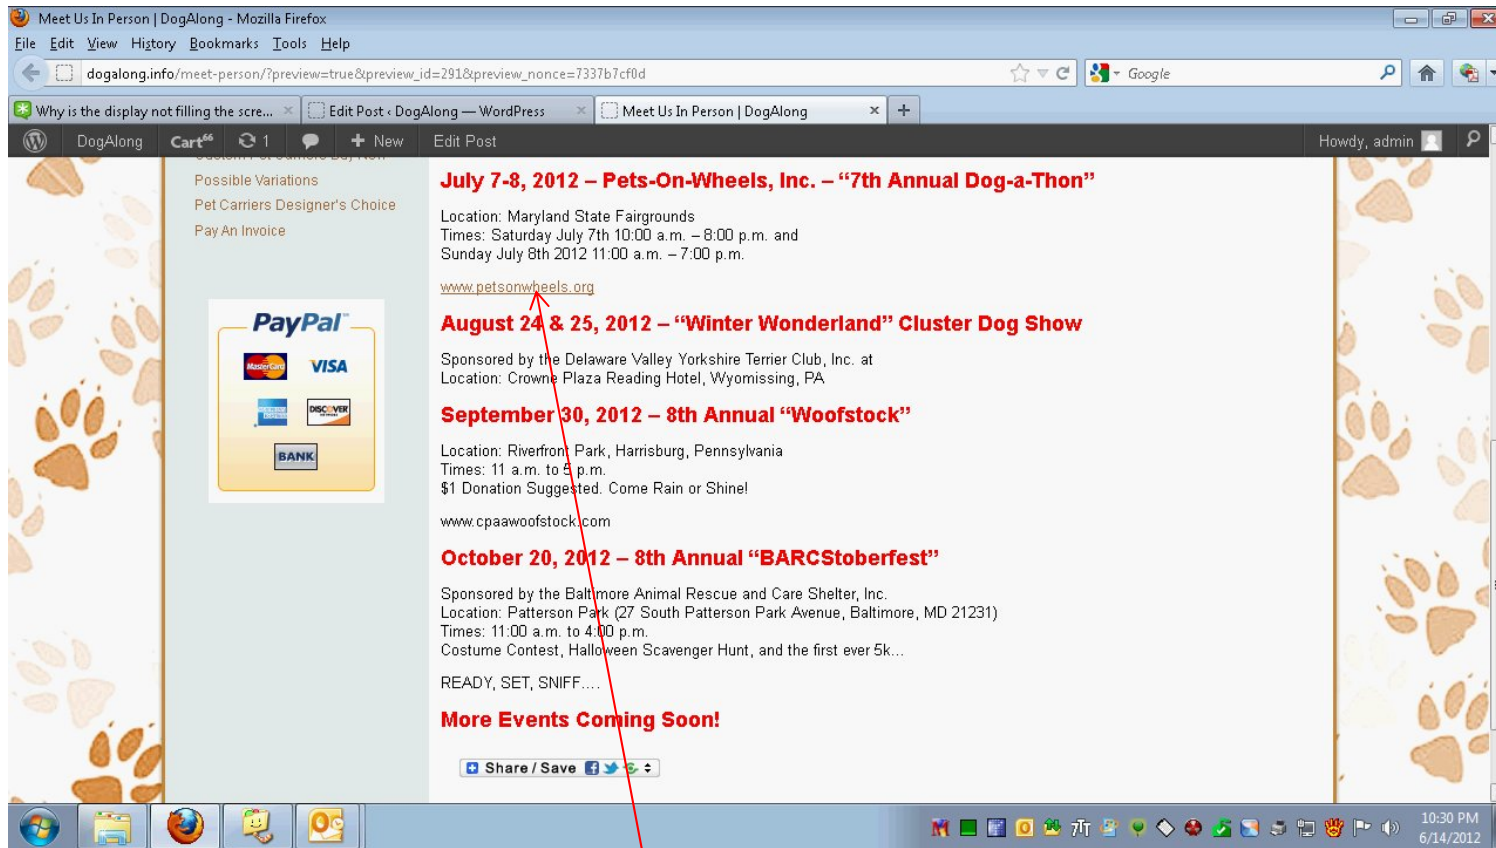 Meet Us In Person | DogAlong - Mozilla Firefox
File Edit View History Bookmarks Tools Help
dogalong.info/meet-person/?preview=true&preview_id=291&preview_nonce=7337b7cf0d
Google
Why is the display not filling the scre...
Edit Post ‹ DogAlong — WordPress
Meet Us In Person | DogAlong
DogAlong Cart66 1 + New Edit Post Howdy, admin
Possible Variations
Pet Carriers Designer's Choice
Pay An Invoice
PayPal
MasterCard VISA
DISCOVER
BANK
July 7-8, 2012 – Pets-On-Wheels, Inc. – “7th Annual Dog-a-Thon”
Location: Maryland State Fairgrounds
Times: Saturday July 7th 10:00 a.m. – 8:00 p.m. and
Sunday July 8th 2012 11:00 a.m. – 7:00 p.m.
www.petsonwheels.org
August 24 & 25, 2012 – “Winter Wonderland” Cluster Dog Show
Sponsored by the Delaware Valley Yorkshire Terrier Club, Inc. at
Location: Crowne Plaza Reading Hotel, Wyomissing, PA
September 30, 2012 – 8th Annual “Woofstock”
Location: Riverfront Park, Harrisburg, Pennsylvania
Times: 11 a.m. to 5 p.m.
$1 Donation Suggested. Come Rain or Shine!
www.cpaawoofstock.com
October 20, 2012 – 8th Annual “BARCStoberfest”
Sponsored by the Baltimore Animal Rescue and Care Shelter, Inc.
Location: Patterson Park (27 South Patterson Park Avenue, Baltimore, MD 21231)
Times: 11:00 a.m. to 4:00 p.m.
Costume Contest, Halloween Scavenger Hunt, and the first ever 5k...
READY, SET, SNIFF....
More Events Coming Soon!
Share / Save
10:30 PM
6/14/2012